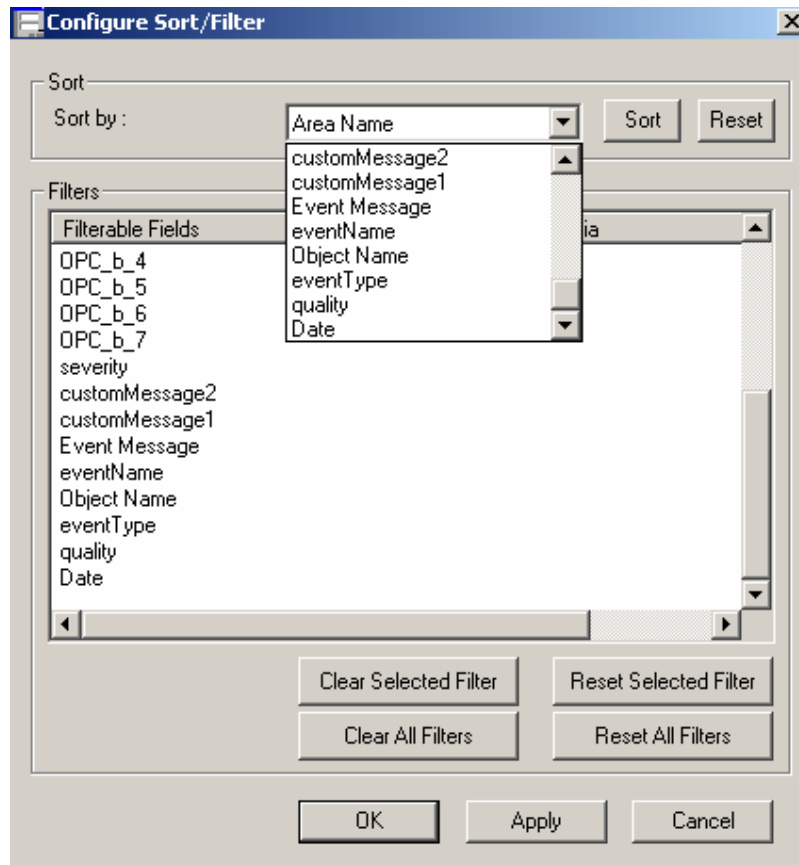 Configure Sort/Filter
Sort
Sort by :
Area Name
Sort
Reset
customMessage2
customMessage1
Event Message
eventName
Object Name
eventType
quality
Date
Filters
Filterable Fields
ia
OPC_b_4
OPC_b_5
OPC_b_6
OPC_b_7
severity
customMessage2
customMessage1
Event Message
eventName
Object Name
eventType
quality
Date
Clear Selected Filter
Reset Selected Filter
Clear All Filters
Reset All Filters
OK
Apply
Cancel